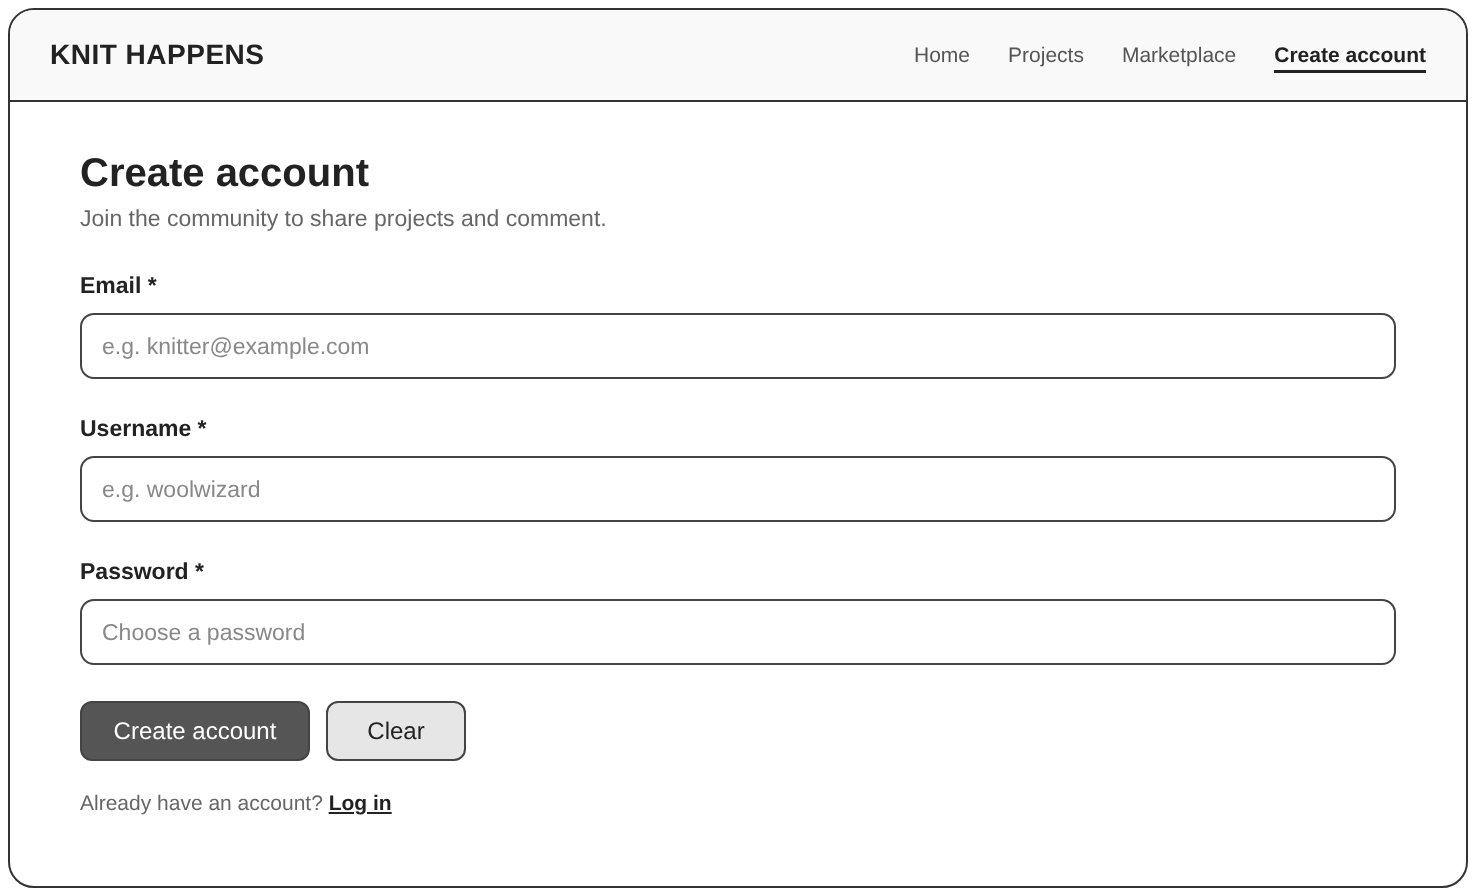 KNIT HAPPENS
Home Projects Marketplace Create account
Create account
Join the community to share projects and comment.
Email *
e.g. knitter@example.com
Username *
e.g. woolwizard
Password *
Choose a password
Create account Clear
Already have an account? Log in